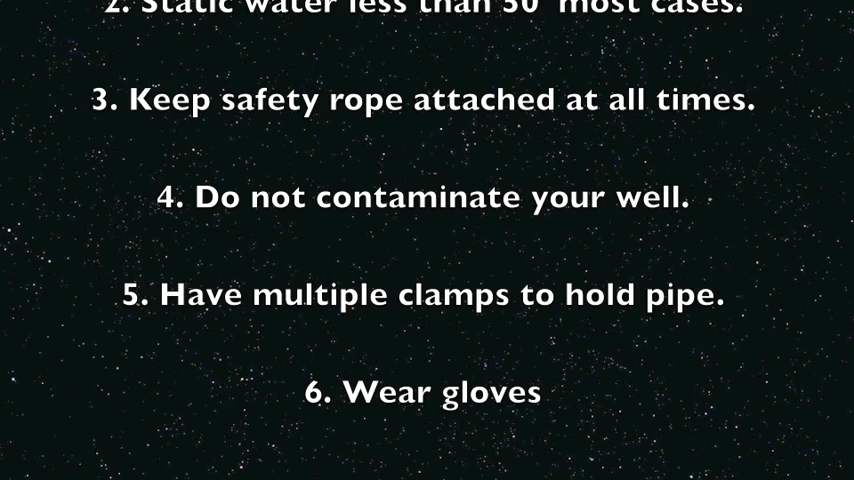 2. Static water less than 50' most cases.
3. Keep safety rope attached at all times.
4. Do not contaminate your well.
5. Have multiple clamps to hold pipe.
6. Wear gloves